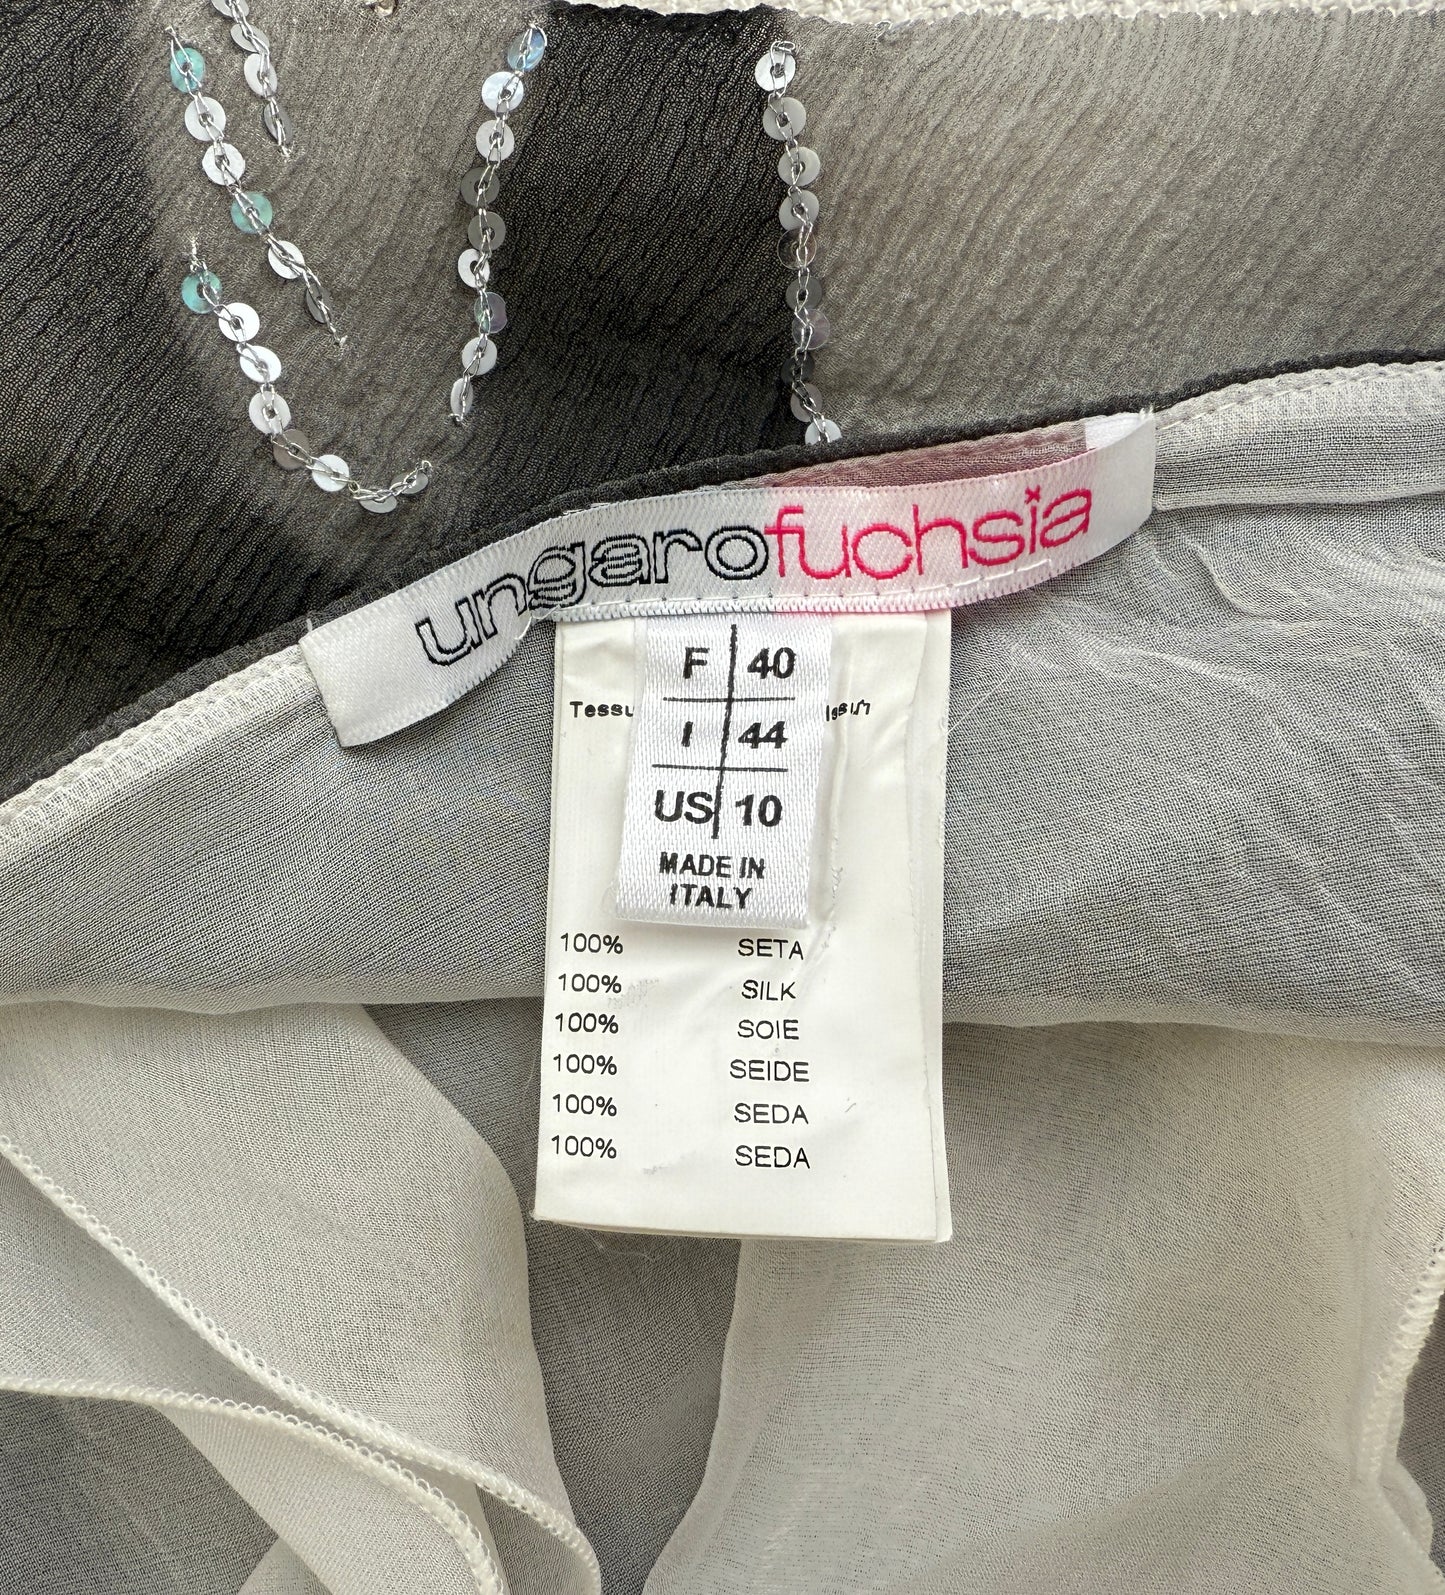 ungarofuchsia
F 40
I 44
US 10
MADE IN
ITALY
100% SETA
100% SILK
100% SOIE
100% SEIDE
100% SEDA
100% SEDA